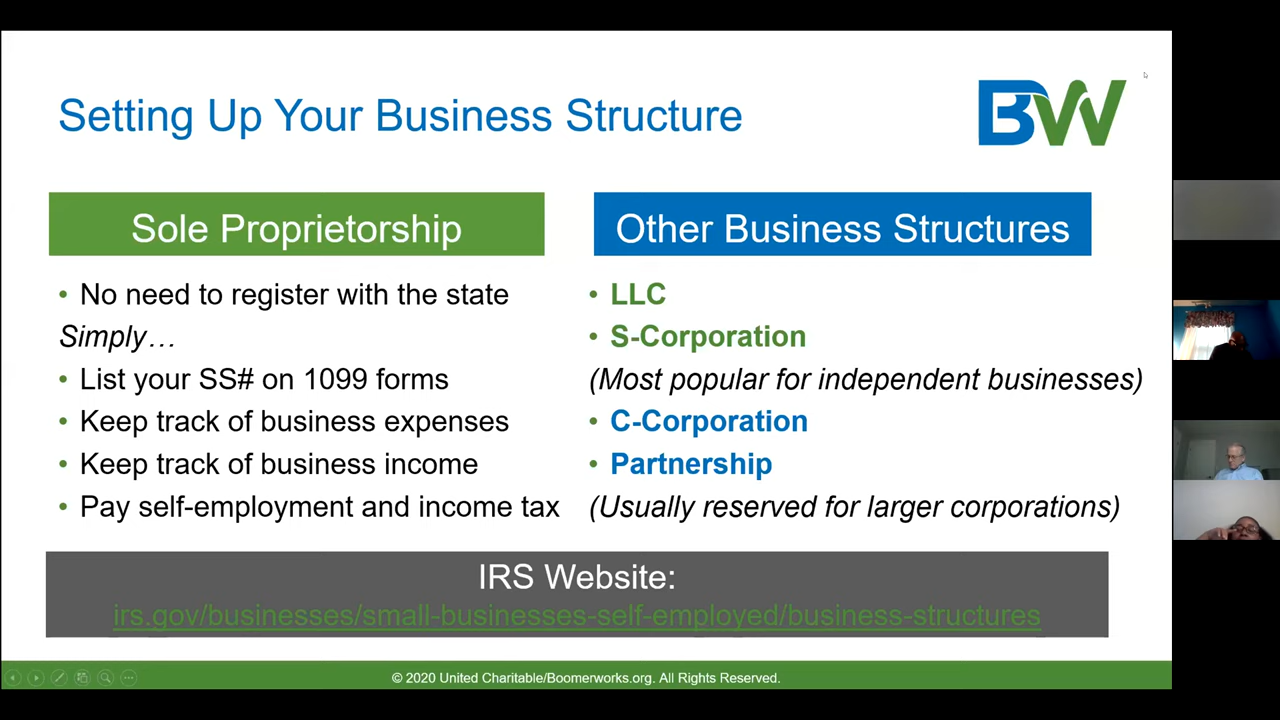 Setting Up Your Business Structure
BW
Sole Proprietorship
• No need to register with the state
Simply…
• List your SS# on 1099 forms
• Keep track of business expenses
• Keep track of business income
• Pay self-employment and income tax
Other Business Structures
• LLC
• S-Corporation
(Most popular for independent businesses)
• C-Corporation
• Partnership
(Usually reserved for larger corporations)
IRS Website:
irs.gov/businesses/small-businesses-self-employed/business-structures
© 2020 United Charitable/Boomerworks.org. All Rights Reserved.